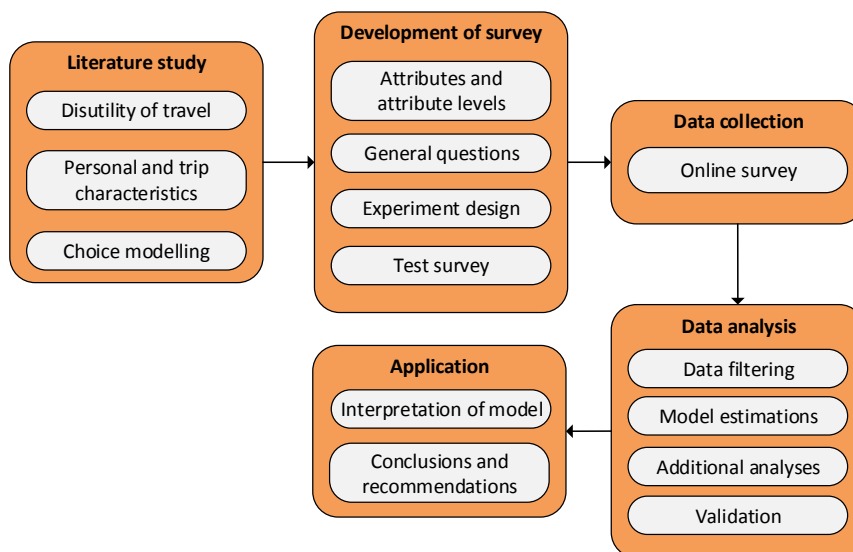 Literature study
Disutility of travel
Personal and trip
characteristics
Choice modelling
Development of survey
Attributes and
attribute levels
General questions
Experiment design
Test survey
Data collection
Online survey
Data analysis
Data filtering
Model estimations
Additional analyses
Validation
Application
Interpretation of model
Conclusions and
recommendations